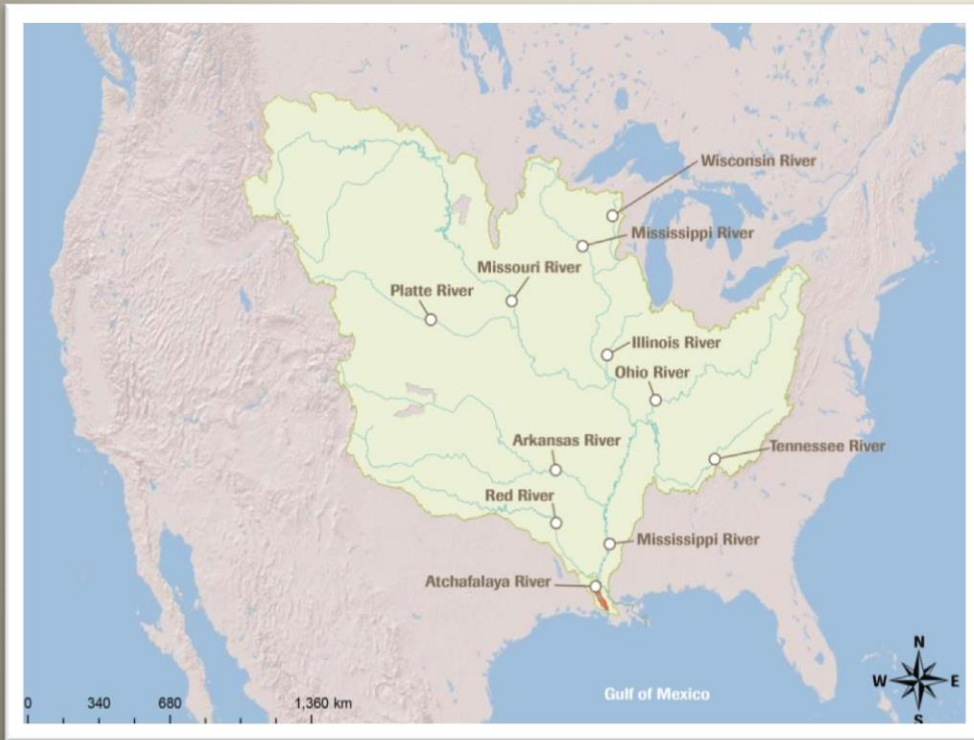 Wisconsin River
Mississippi River
Missouri River
Platte River
Illinois River
Ohio River
Arkansas River
Tennessee River
Red River
Mississippi River
Atchafalaya River
N
W E
S
Gulf of Mexico
0 340 680 1,360 km